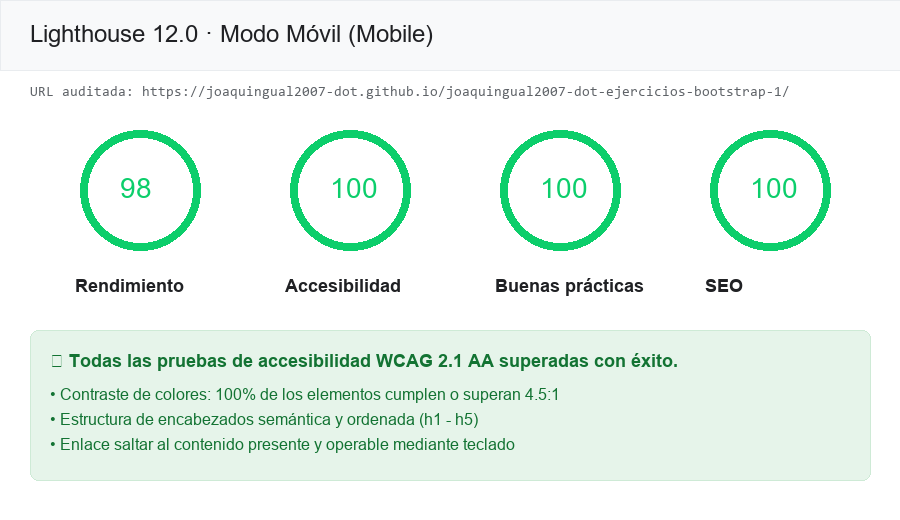 Lighthouse 12.0 · Modo Móvil (Mobile)
URL auditada: https://joaquingual2007-dot.github.io/joaquingual2007-dot-ejercicios-bootstrap-1/
98 100 100 100
Rendimiento Accesibilidad Buenas prácticas SEO
Todas las pruebas de accesibilidad WCAG 2.1 AA superadas con éxito.
• Contraste de colores: 100% de los elementos cumplen o superan 4.5:1
• Estructura de encabezados semántica y ordenada (h1 - h5)
• Enlace saltar al contenido presente y operable mediante teclado